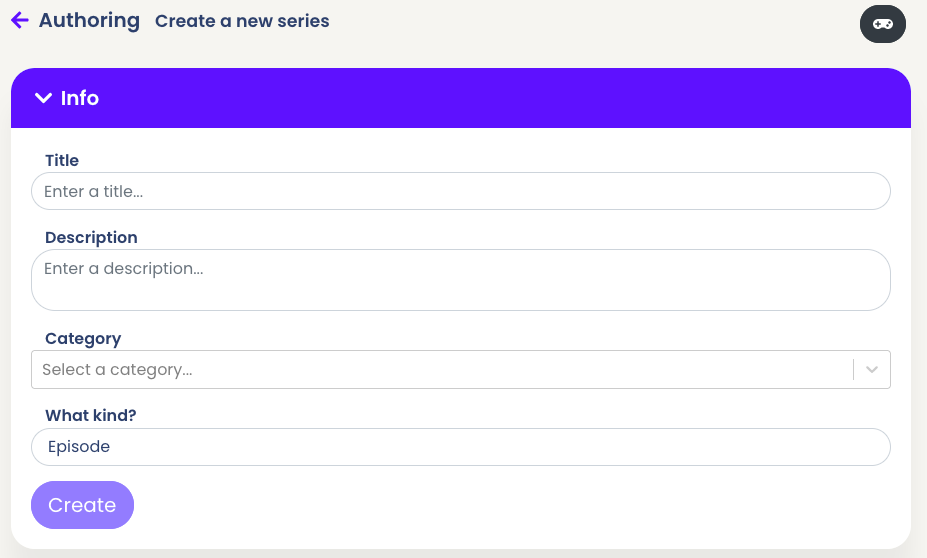 Authoring Create a new series
Info
Title
Enter a title...
Description
Enter a description...
Category
Select a category...
What kind?
Episode
Create